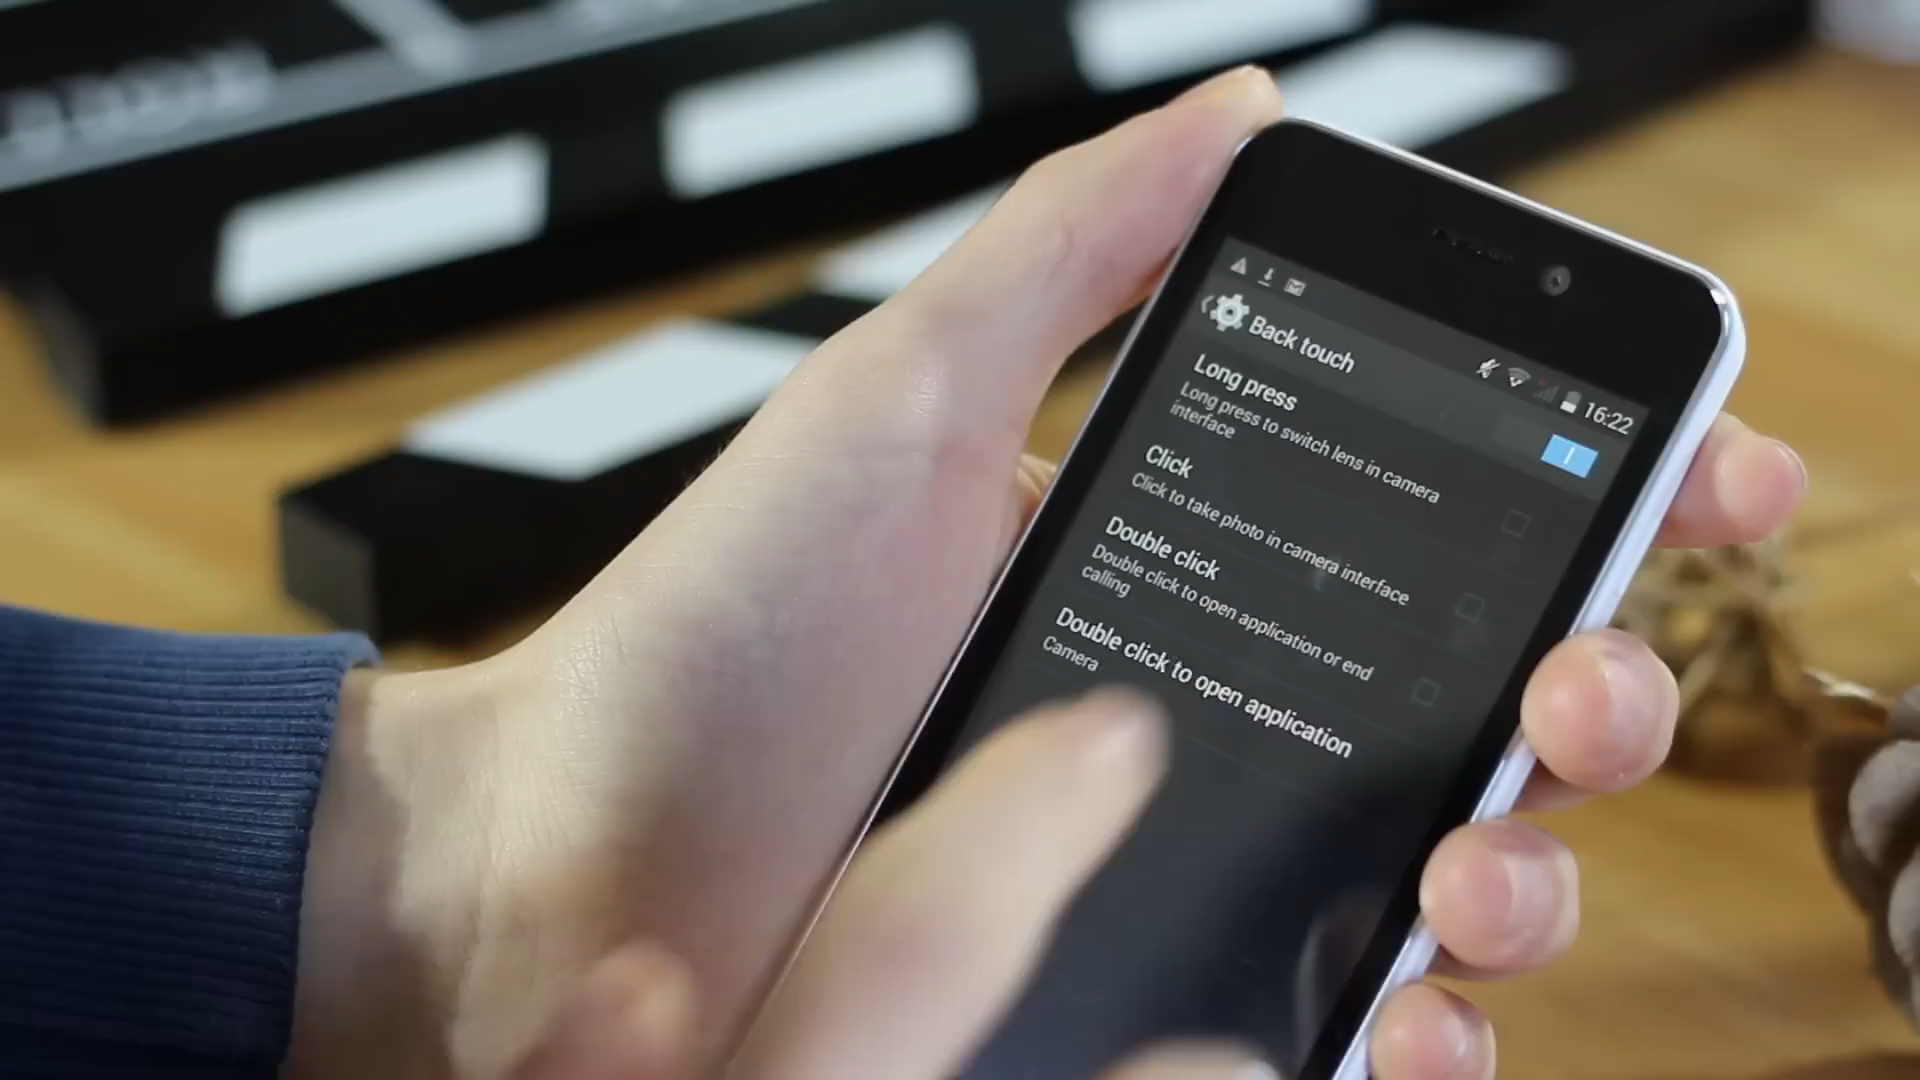 16:22
Back touch
Long press
Long press to switch lens in camera
interface
Click
Click to take photo in camera interface
Double click
Double click to open application or end
calling
Double click to open application
Camera